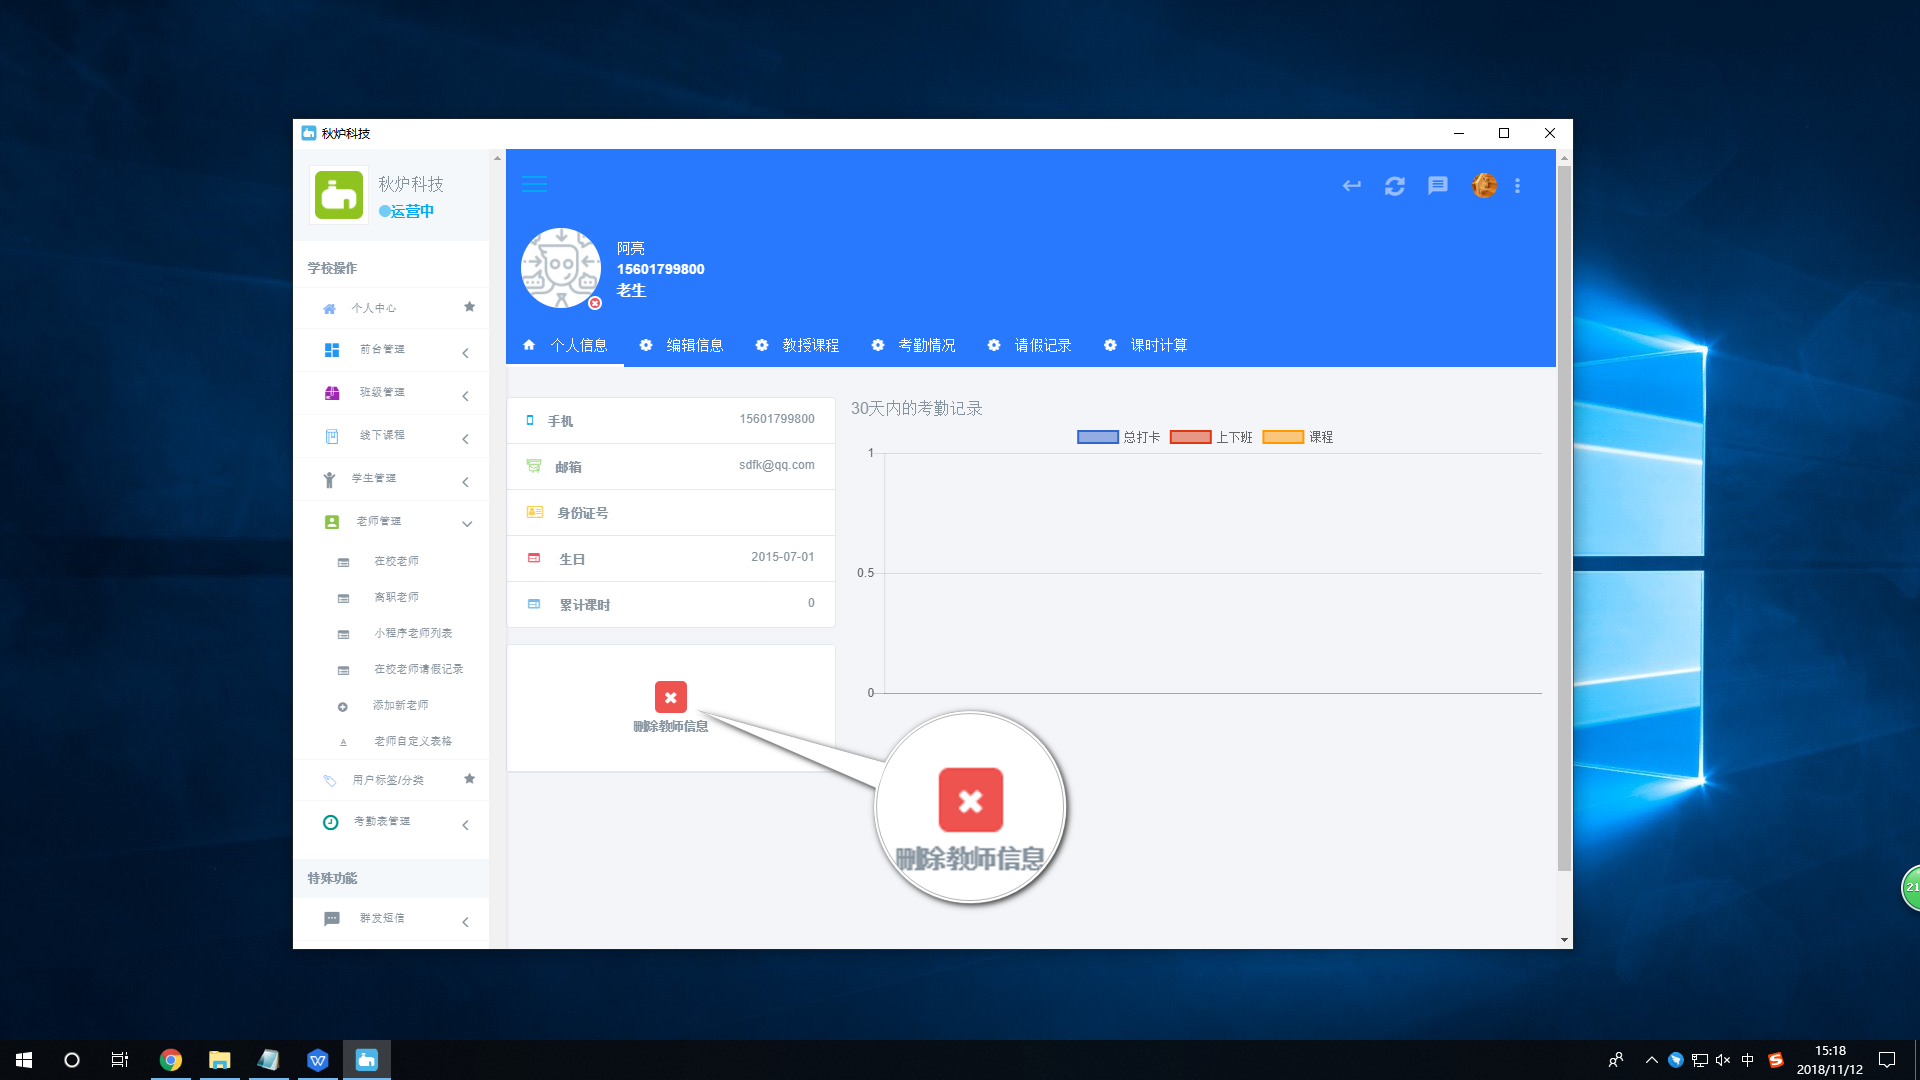 秋炉科技
秋炉科技
运营中
学校操作
个人中心
前台管理
班级管理
线下课程
学生管理
老师管理
在校老师
离职老师
小程序老师列表
在校老师请假记录
添加新老师
老师自定义表格
用户标签/分类
考勤表管理
特殊功能
群发短信
阿亮
15601799800
老生
个人信息 编辑信息 教授课程 考勤情况 请假记录 课时计算
手机 15601799800
邮箱 sdfk@qq.com
身份证号
生日 2015-07-01
累计课时 0
删除教师信息
30天内的考勤记录
总打卡 上下班 课程
1
0.5
0
删除教师信息
21
中
15:18
2018/11/12